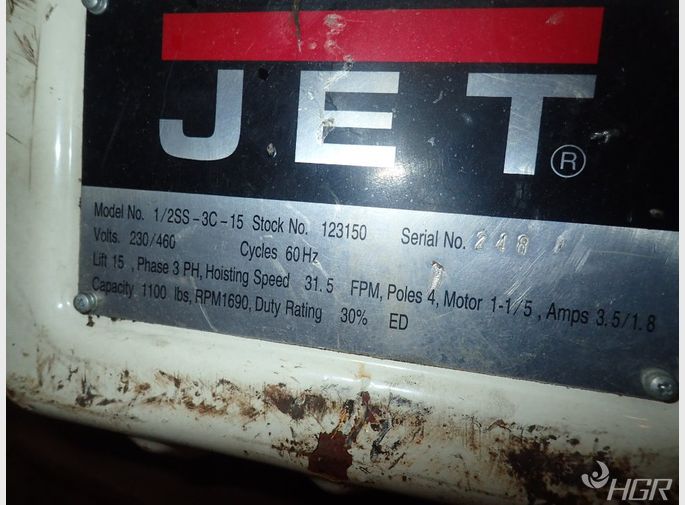 JET
®
Model No. 1/2SS-3C-15 Stock No. 123150 Serial No. 248
Volts. 230/460 Cycles 60Hz
Lift 15 , Phase 3 PH, Hoisting Speed 31.5 FPM, Poles 4, Motor 1-1/5 , Amps 3.5/1.8
Capacity 1100 lbs, RPM1690, Duty Rating 30% ED
HGR